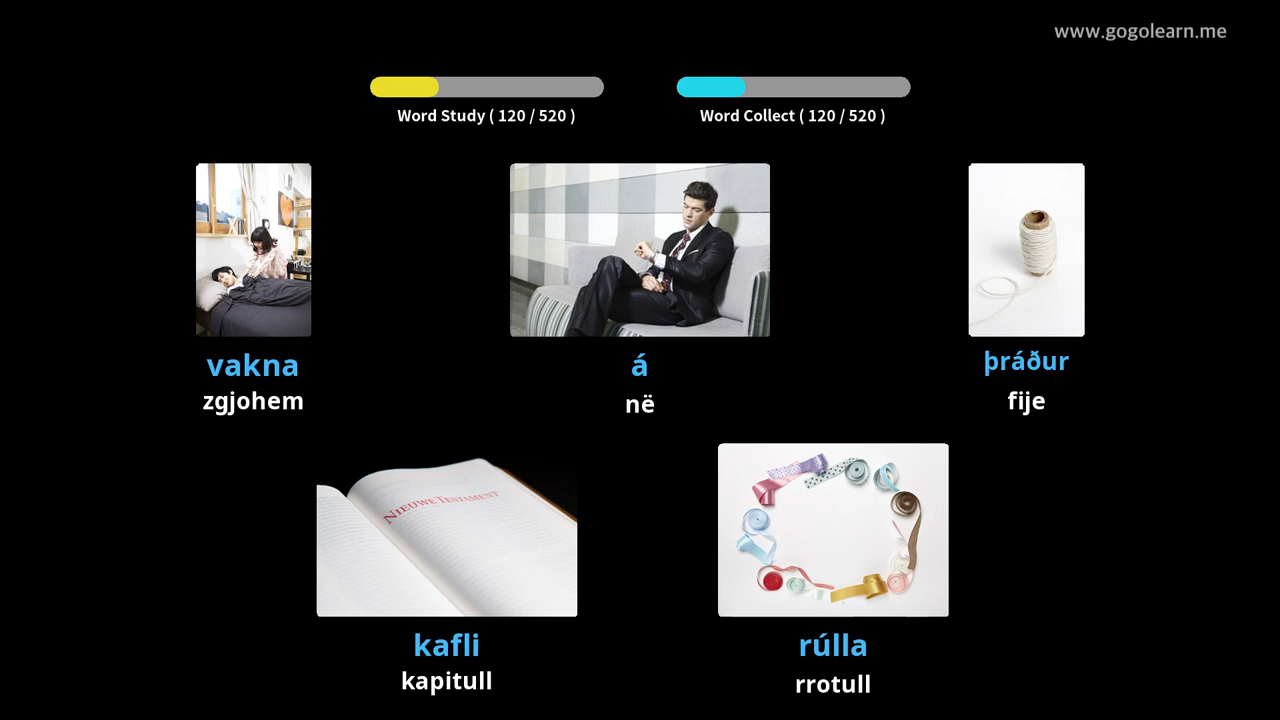 www.gogolearn.me
Word Study ( 120 / 520 )
Word Collect ( 120 / 520 )
vakna
zgjohem
á
në
þráður
fije
NIEUWE TESTAMENT
kafli
kapitull
rúlla
rrotull